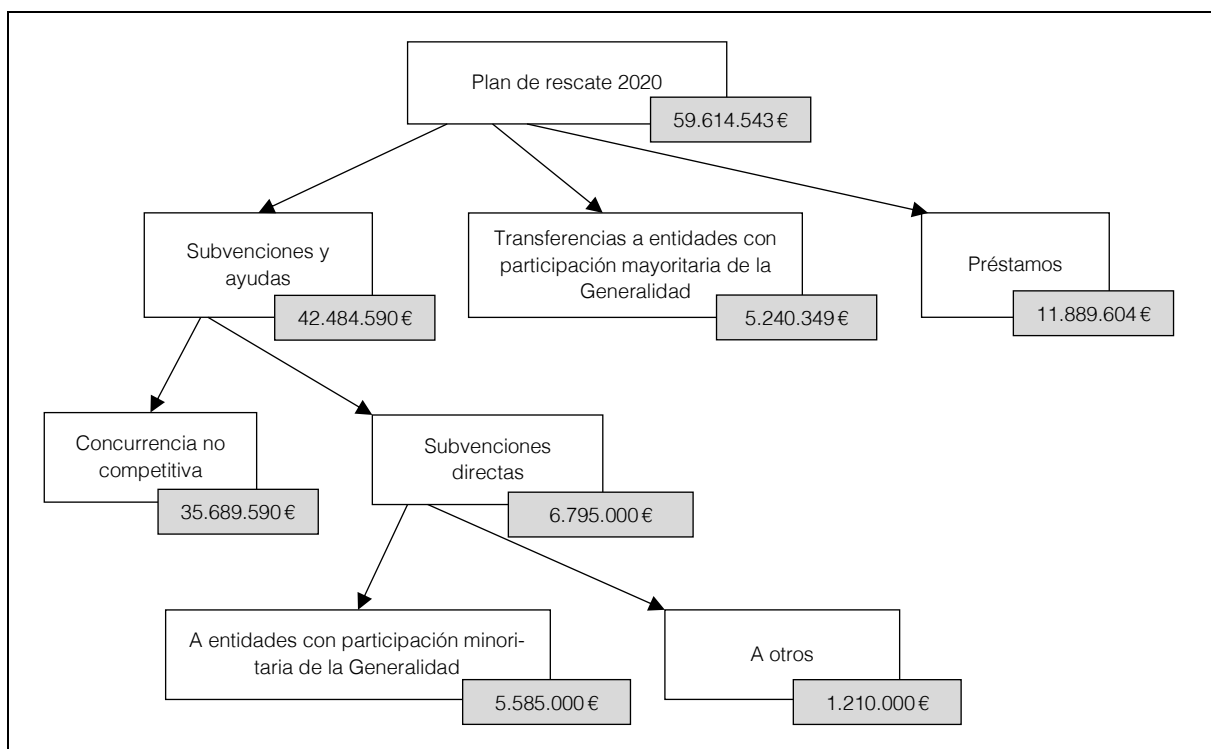 Plan de rescate 2020
59.614.543 €
Subvenciones y
ayudas
42.484.590 €
Transferencias a entidades con
participación mayoritaria de la
Generalidad
5.240.349 €
Préstamos
11.889.604 €
Concurrencia no
competitiva
35.689.590 €
Subvenciones
directas
6.795.000 €
A entidades con participación minori-
taria de la Generalidad
5.585.000 €
A otros
1.210.000 €